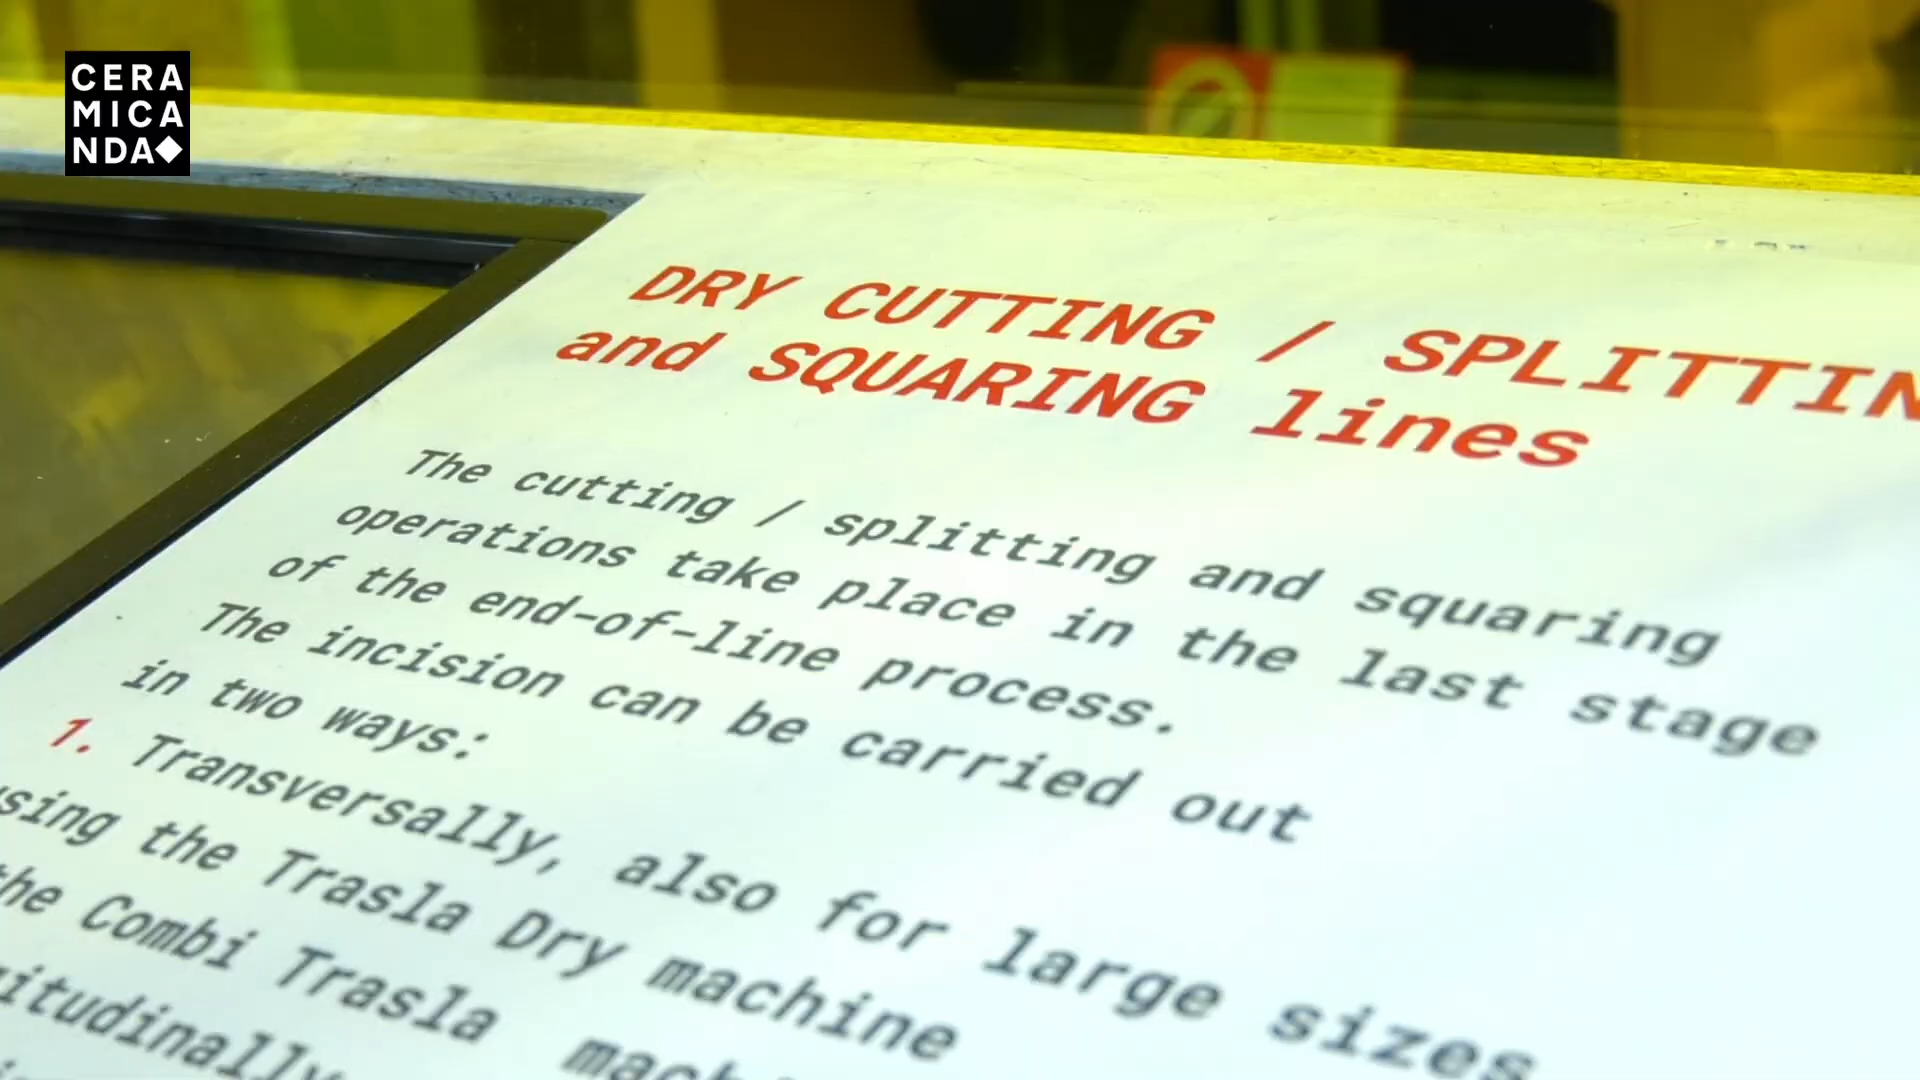 CERA
MICA
NDA
DRY CUTTING / SPLITTIN
and SQUARING lines
The cutting / splitting and squaring
operations take place in the last stage
of the end-of-line process.
The incision can be carried out
in two ways:
1. Transversally, also for large sizes
sing the Trasla Dry machine
the Combi Trasla